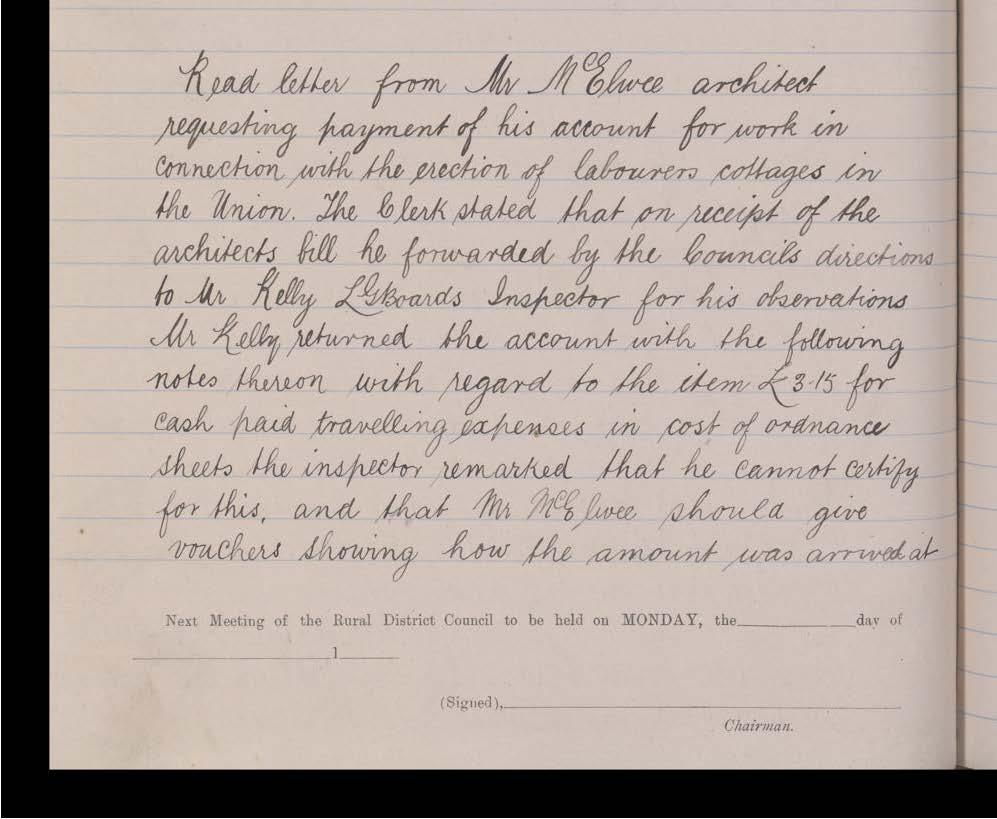 Read letter from Mr McElwee architect
requesting payment of his account for work in
connection with the erection of labourers cottages in
the Union. The Clerk stated that on receipt of the
architects bill he forwarded by the Councils directions
to Mr Kelly LGBoards Inspector for his observations
Mr Kelly returned the account with the following
notes thereon with regard to the item £3-15 for
cash paid travelling expenses in cost of ordnance
sheets the inspector remarked that he cannot certify
for this, and that Mr McElwee should give
vouchers showing how the amount was arrived at
Next Meeting of the Rural District Council to be held on MONDAY, the____________day of
____________________1______
(Signed),________________________________________
Chairman.